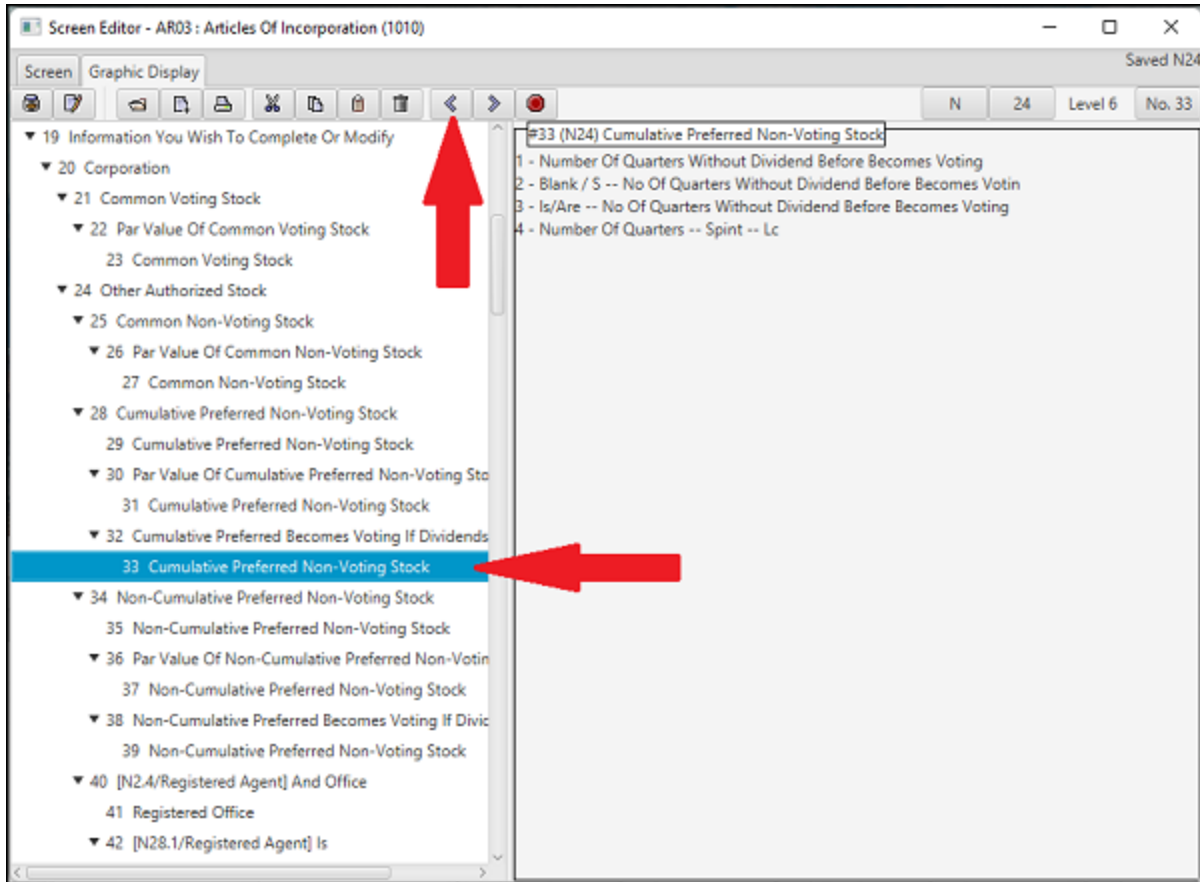 Screen Editor - AR03 : Articles Of Incorporation (1010)
Saved N24
Screen Graphic Display
N 24 Level 6 No. 33
19 Information You Wish To Complete Or Modify
20 Corporation
21 Common Voting Stock
22 Par Value Of Common Voting Stock
23 Common Voting Stock
24 Other Authorized Stock
25 Common Non-Voting Stock
26 Par Value Of Common Non-Voting Stock
27 Common Non-Voting Stock
28 Cumulative Preferred Non-Voting Stock
29 Cumulative Preferred Non-Voting Stock
30 Par Value Of Cumulative Preferred Non-Voting Sto
31 Cumulative Preferred Non-Voting Stock
32 Cumulative Preferred Becomes Voting If Dividends
33 Cumulative Preferred Non-Voting Stock
34 Non-Cumulative Preferred Non-Voting Stock
35 Non-Cumulative Preferred Non-Voting Stock
36 Par Value Of Non-Cumulative Preferred Non-Votin
37 Non-Cumulative Preferred Non-Voting Stock
38 Non-Cumulative Preferred Becomes Voting If Divid
39 Non-Cumulative Preferred Non-Voting Stock
40 [N2.4/Registered Agent] And Office
41 Registered Office
42 [N28.1/Registered Agent] Is
#33 (N24) Cumulative Preferred Non-Voting Stock
1 - Number Of Quarters Without Dividend Before Becomes Voting
2 - Blank / S -- No Of Quarters Without Dividend Before Becomes Votin
3 - Is/Are -- No Of Quarters Without Dividend Before Becomes Voting
4 - Number Of Quarters -- Spint -- Lc